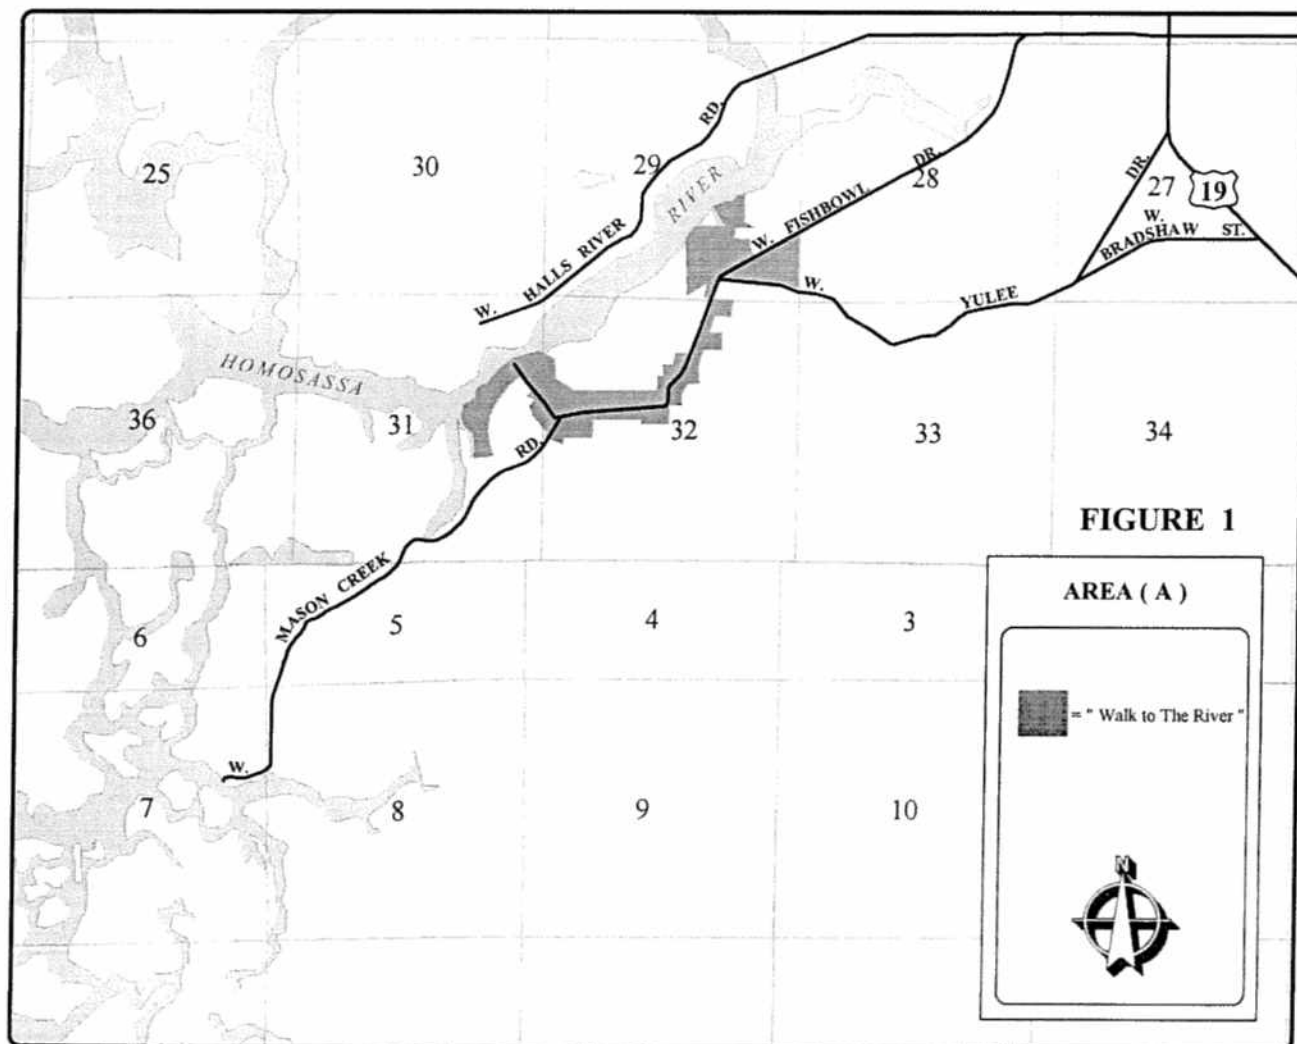 25
30
29
28
27
19
W. HALLS RIVER RD.
RIVER
W. FISHBOWL DR.
W. YULEE DR.
W. BRADSHAW ST.
HOMOSASSA
36
31
32
33
34
FIGURE 1
W. MASON CREEK RD.
6
5
4
3
AREA ( A )
= " Walk to The River "
7
8
9
10
N